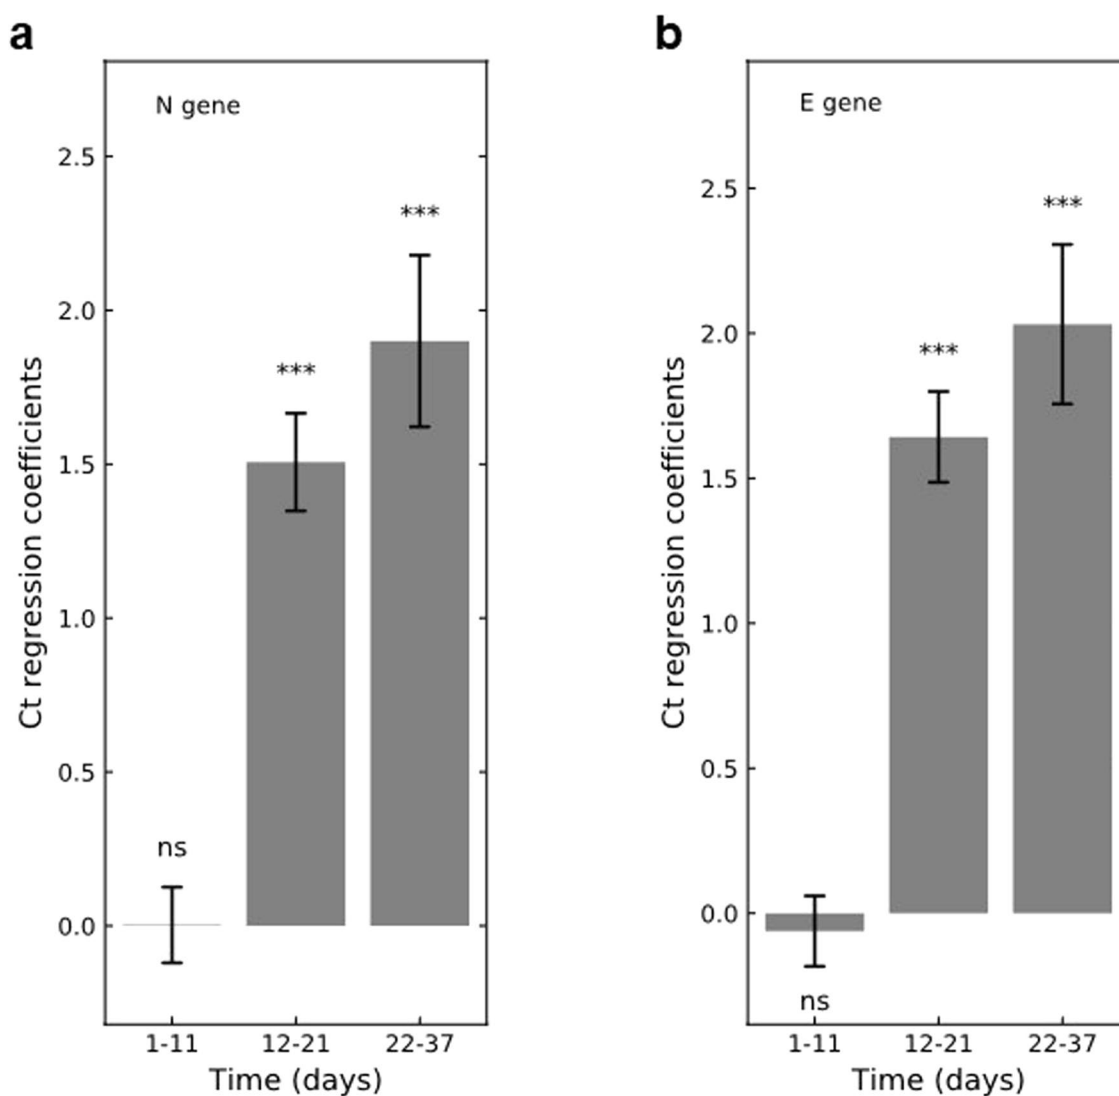 a
N gene
Ct regression coefficients
2.5
2.0
1.5
1.0
0.5
0.0
ns
***
***
1-11 12-21 22-37
Time (days)
b
E gene
Ct regression coefficients
2.5
2.0
1.5
1.0
0.5
0.0
ns
***
***
1-11 12-21 22-37
Time (days)